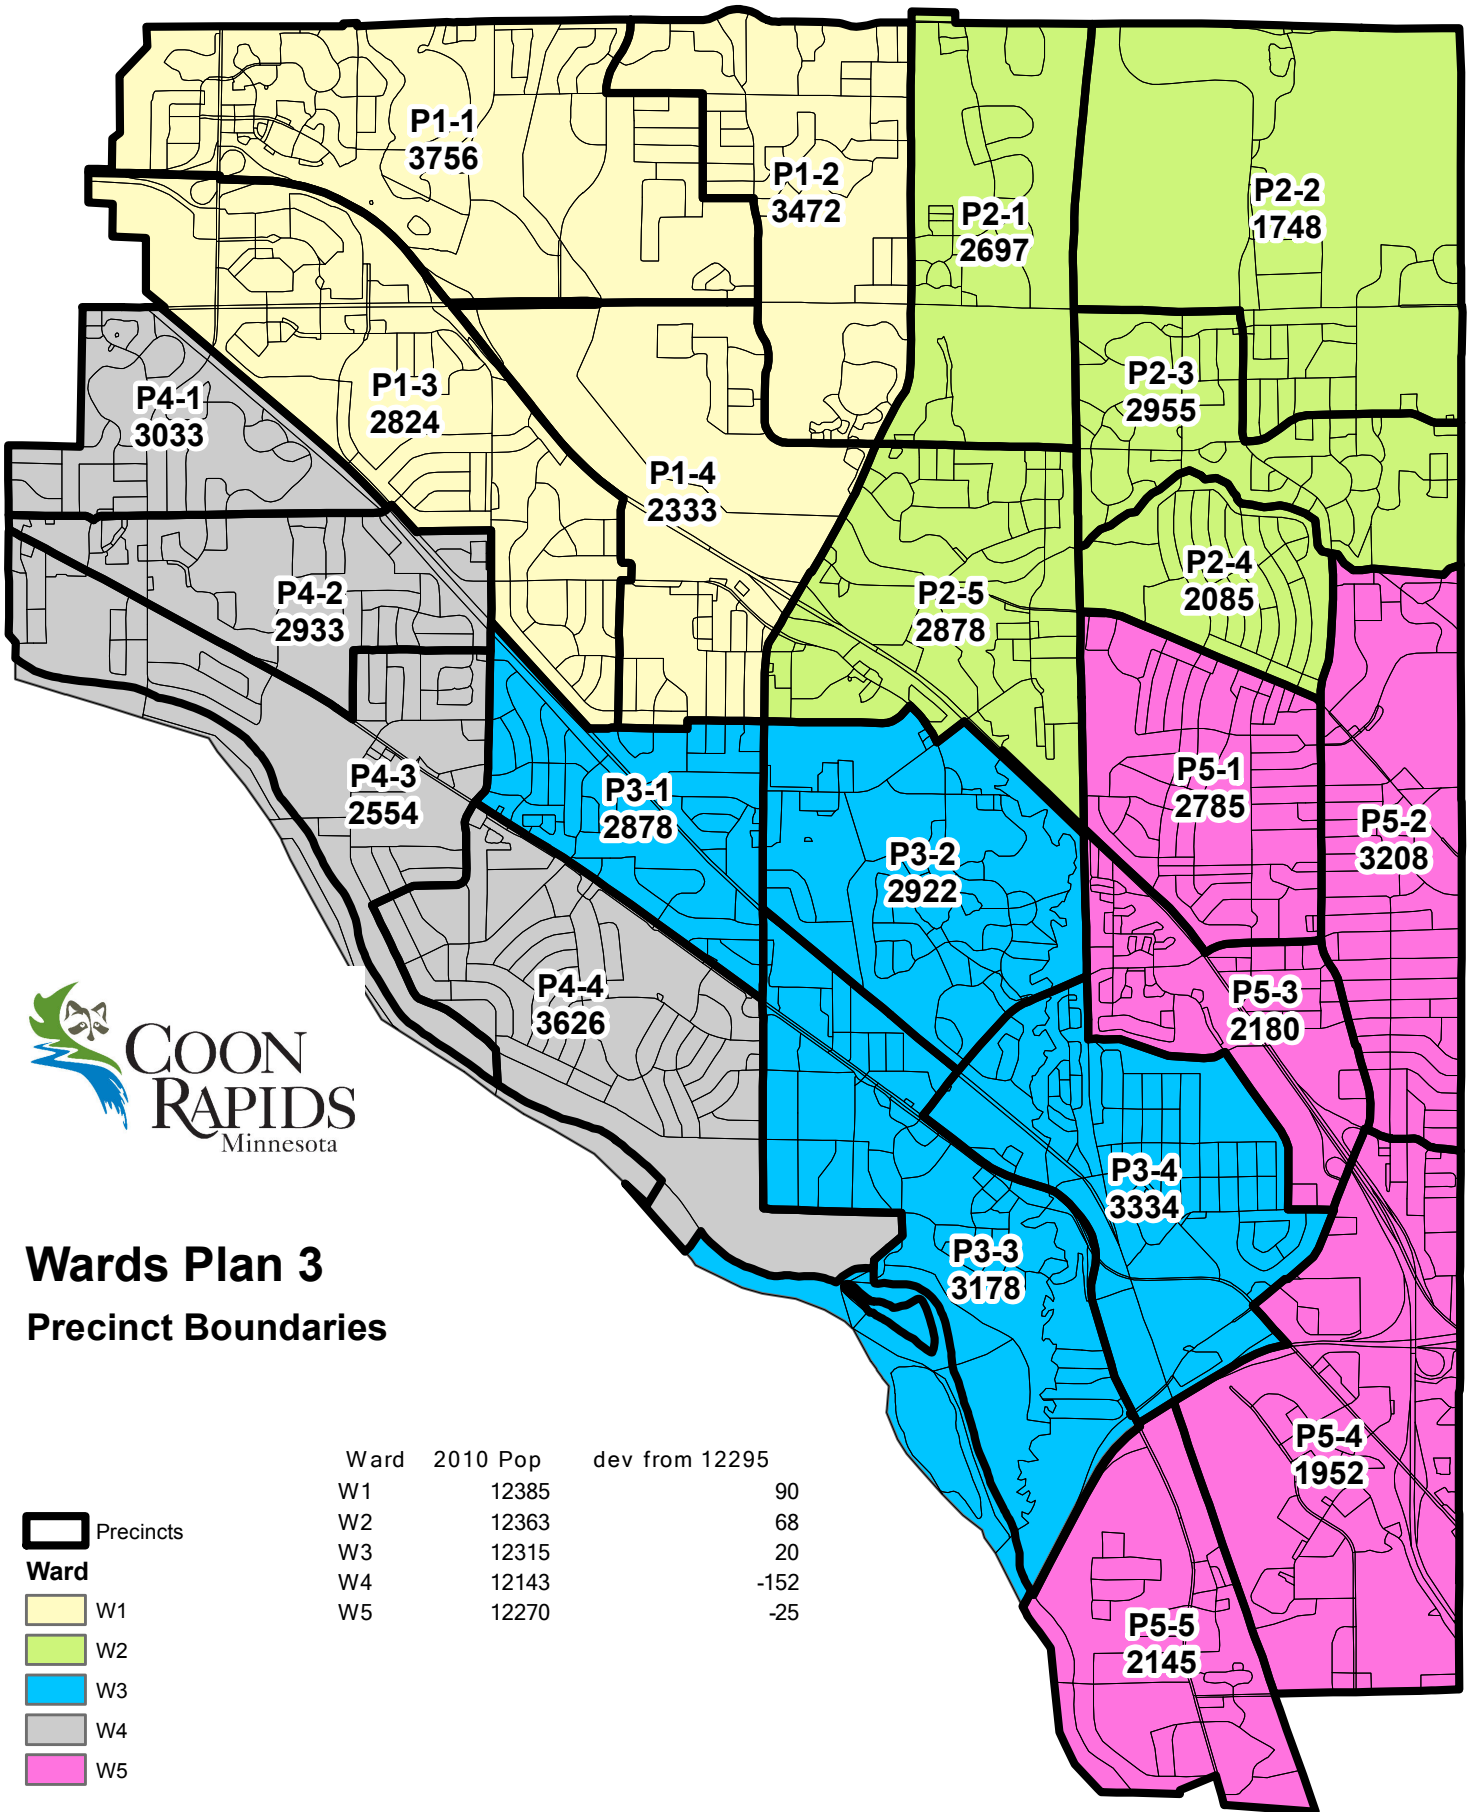 P1-1
3756
P1-2
3472
P2-1
2697
P2-2
1748
P1-3
2824
P2-3
2955
P4-1
3033
P1-4
2333
P2-4
2085
P4-2
2933
P2-5
2878
P4-3
2554
P3-1
2878
P5-1
2785
P5-2
3208
P3-2
2922
P4-4
3626
P5-3
2180
COON
RAPIDS
Minnesota
P3-4
3334
P3-3
3178
Wards Plan 3
Precinct Boundaries
P5-4
1952
Ward 2010 Pop dev from 12295
W1 12385 90
W2 12363 68
W3 12315 20
W4 12143 -152
W5 12270 -25
Precincts
Ward
W1
W2
W3
W4
W5
P5-5
2145